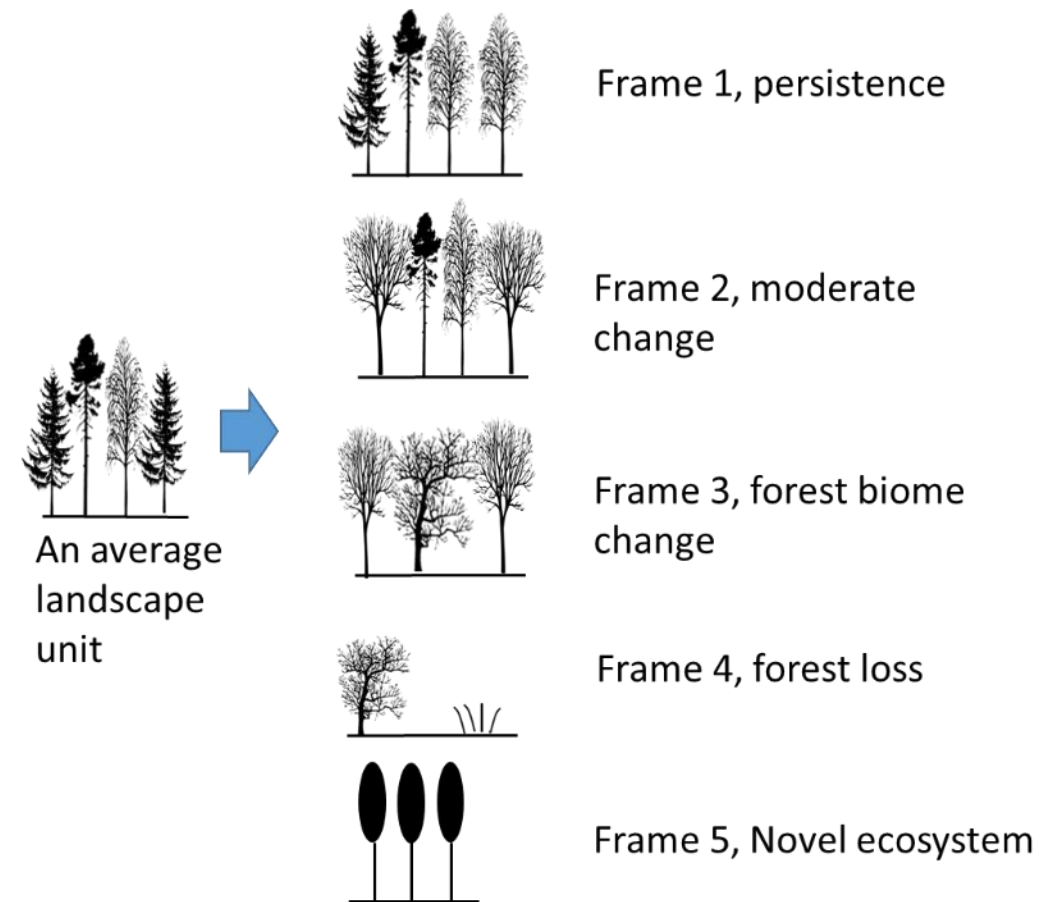 Frame 1, persistence
Frame 2, moderate
change
An average
landscape
unit
Frame 3, forest biome
change
Frame 4, forest loss
Frame 5, Novel ecosystem